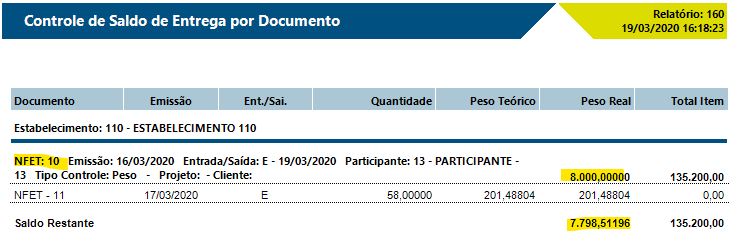 Controle de Saldo de Entrega por Documento
Relatório: 160
19/03/2020 16:18:23
Documento Emissão Ent./Sai. Quantidade Peso Teórico Peso Real Total Item
Estabelecimento: 110 - ESTABELECIMENTO 110
NFET: 10 Emissão: 16/03/2020 Entrada/Saída: E - 19/03/2020 Participante: 13 - PARTICIPANTE -
13 Tipo Controle: Peso - Projeto: - Cliente: 8.000,00000 135.200,00
NFET - 11 17/03/2020 E 58,00000 201,48804 201,48804 0,00
Saldo Restante 7.798,51196 135.200,00